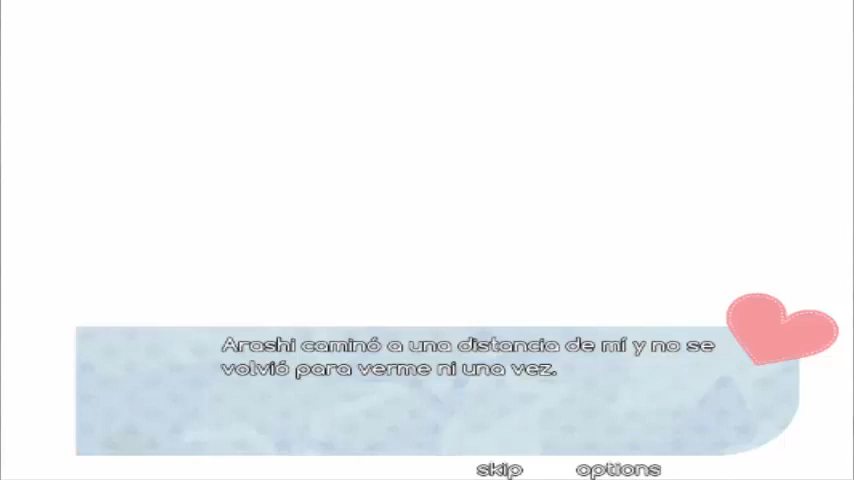 Arashi caminó a una distancia de mí y no se
volvió para verme ni una vez.
skip options